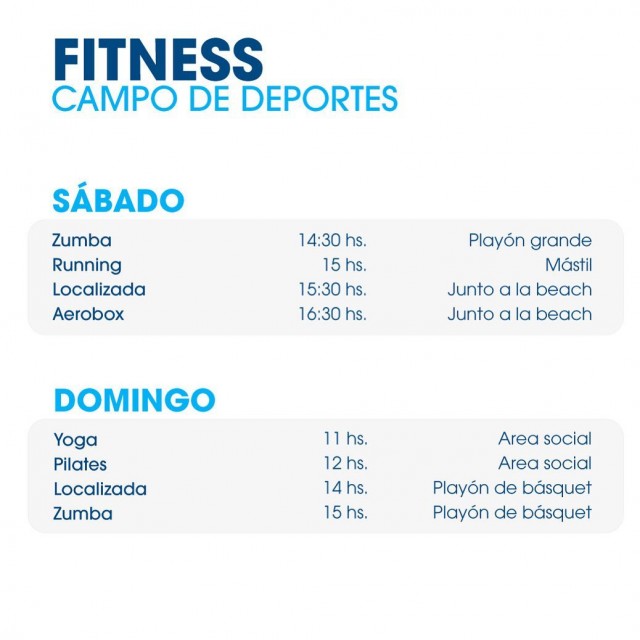 FITNESS
CAMPO DE DEPORTES
SÁBADO
Zumba 14:30 hs. Playón grande
Running 15 hs. Mástil
Localizada 15:30 hs. Junto a la beach
Aerobox 16:30 hs. Junto a la beach
DOMINGO
Yoga 11 hs. Area social
Pilates 12 hs. Area social
Localizada 14 hs. Playón de básquet
Zumba 15 hs. Playón de básquet